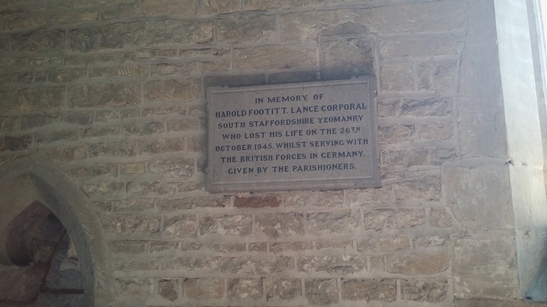 IN MEMORY OF
HAROLD FOOTITT. LANCE CORPORAL
SOUTH STAFFORDSHIRE YEOMANRY
WHO LOST HIS LIFE ON THE 26TH
OCTOBER 1945, WHILST SERVING WITH
THE BRITISH FORCES IN GERMANY.
GIVEN BY THE PARISHIONERS.